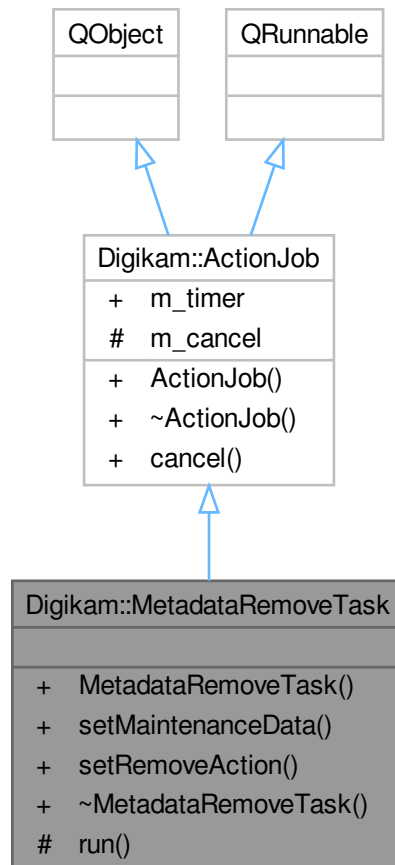 QObject
QRunnable
Digikam::ActionJob
+ m_timer
# m_cancel
+ ActionJob()
+ ~ActionJob()
+ cancel()
Digikam::MetadataRemoveTask
+ MetadataRemoveTask()
+ setMaintenanceData()
+ setRemoveAction()
+ ~MetadataRemoveTask()
# run()